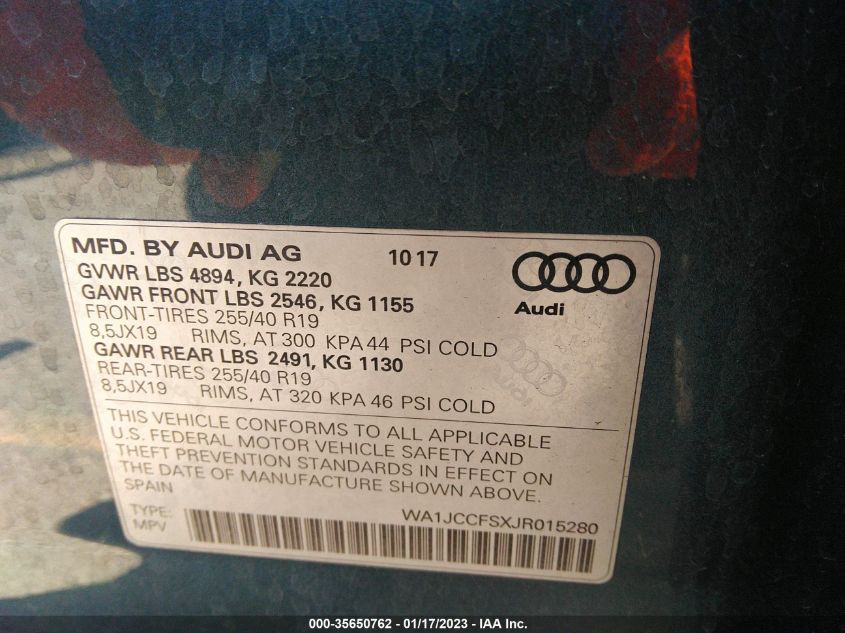 MFD. BY AUDI AG 10 17
GVWR LBS 4894, KG 2220
GAWR FRONT LBS 2546, KG 1155
Audi
FRONT-TIRES 255/40 R19
8,5JX19 RIMS, AT 300 KPA 44 PSI COLD
GAWR REAR LBS 2491, KG 1130
REAR-TIRES 255/40 R19
8,5JX19 RIMS, AT 320 KPA 46 PSI COLD
THIS VEHICLE CONFORMS TO ALL APPLICABLE
U.S. FEDERAL MOTOR VEHICLE SAFETY AND
THEFT PREVENTION STANDARDS IN EFFECT ON
THE DATE OF MANUFACTURE SHOWN ABOVE.
SPAIN
WA1JCCFSXJR015280
TYPE:
MPV
000-35650762 - 01/17/2023 - IAA Inc.